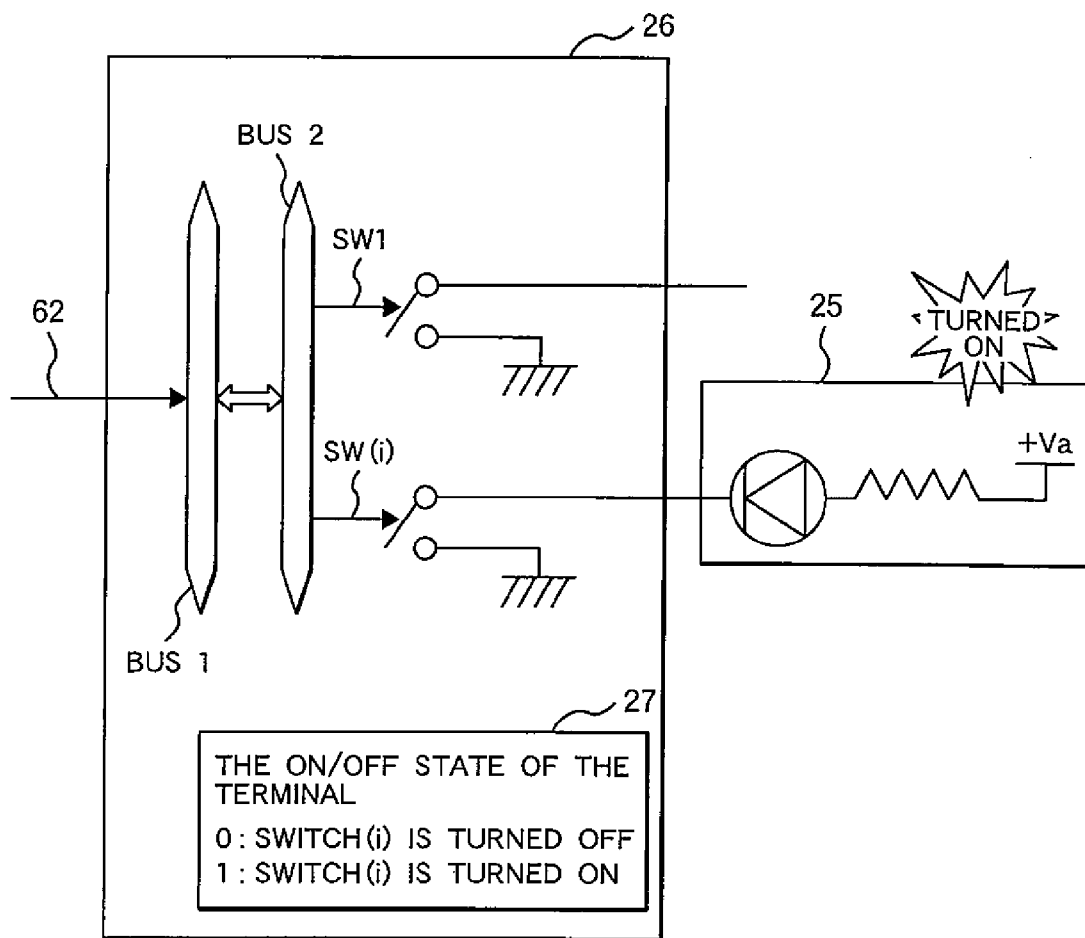 26
BUS 2
SW1
62
25
TURNED
ON
+Va
SW(i)
BUS 1
27
THE ON/OFF STATE OF THE
TERMINAL
0 : SWITCH(i) IS TURNED OFF
1 : SWITCH(i) IS TURNED ON